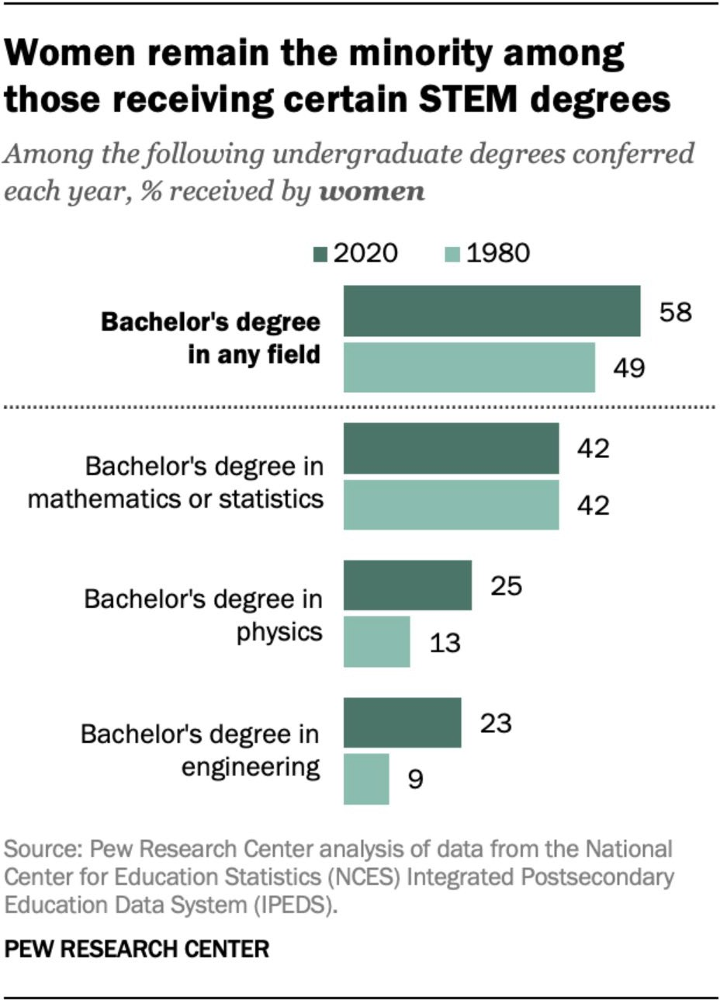 Women remain the minority among
those receiving certain STEM degrees
Among the following undergraduate degrees conferred
each year, % received by women
2020 1980
Bachelor's degree
in any field
58
49
Bachelor's degree in
mathematics or statistics
42
42
Bachelor's degree in
physics
25
13
Bachelor's degree in
engineering
23
9
Source: Pew Research Center analysis of data from the National
Center for Education Statistics (NCES) Integrated Postsecondary
Education Data System (IPEDS).
PEW RESEARCH CENTER